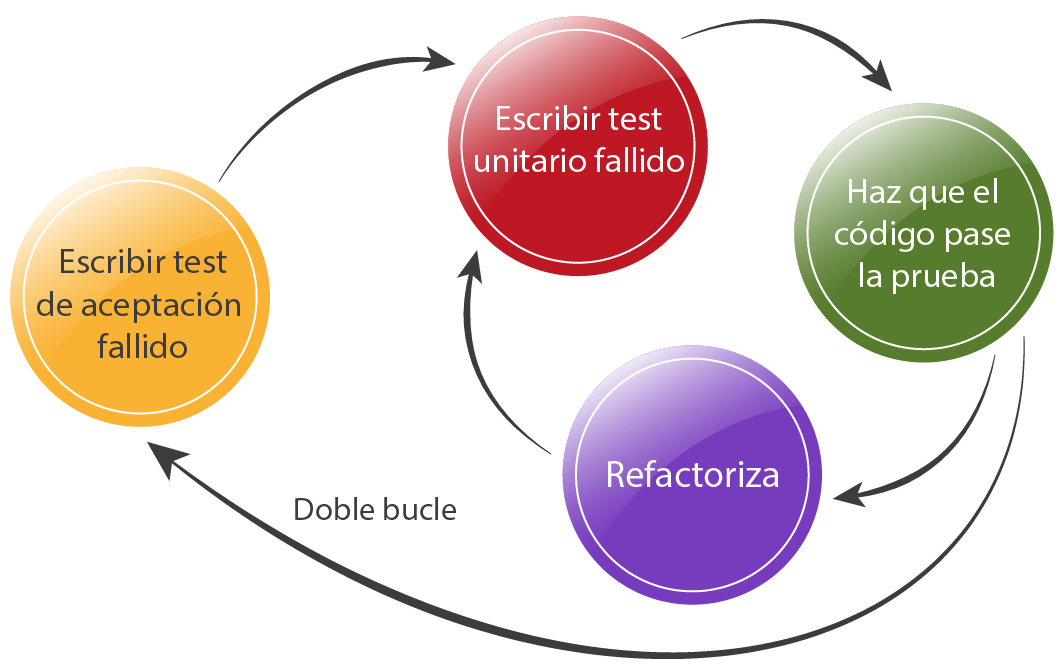 Escribir test
unitario fallido
Haz que el
código pase
la prueba
Escribir test
de aceptación
fallido
Refactoriza
Doble bucle